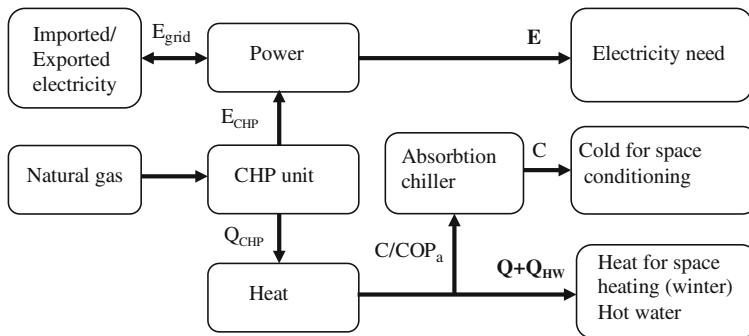 Imported/
Exported
electricity
E_grid
Power
E
Electricity need
E_CHP
Natural gas
CHP unit
Absorbtion
chiller
C
Cold for space
conditioning
Q_CHP
C/COP_a
Heat
Q+Q_HW
Heat for space
heating (winter)
Hot water